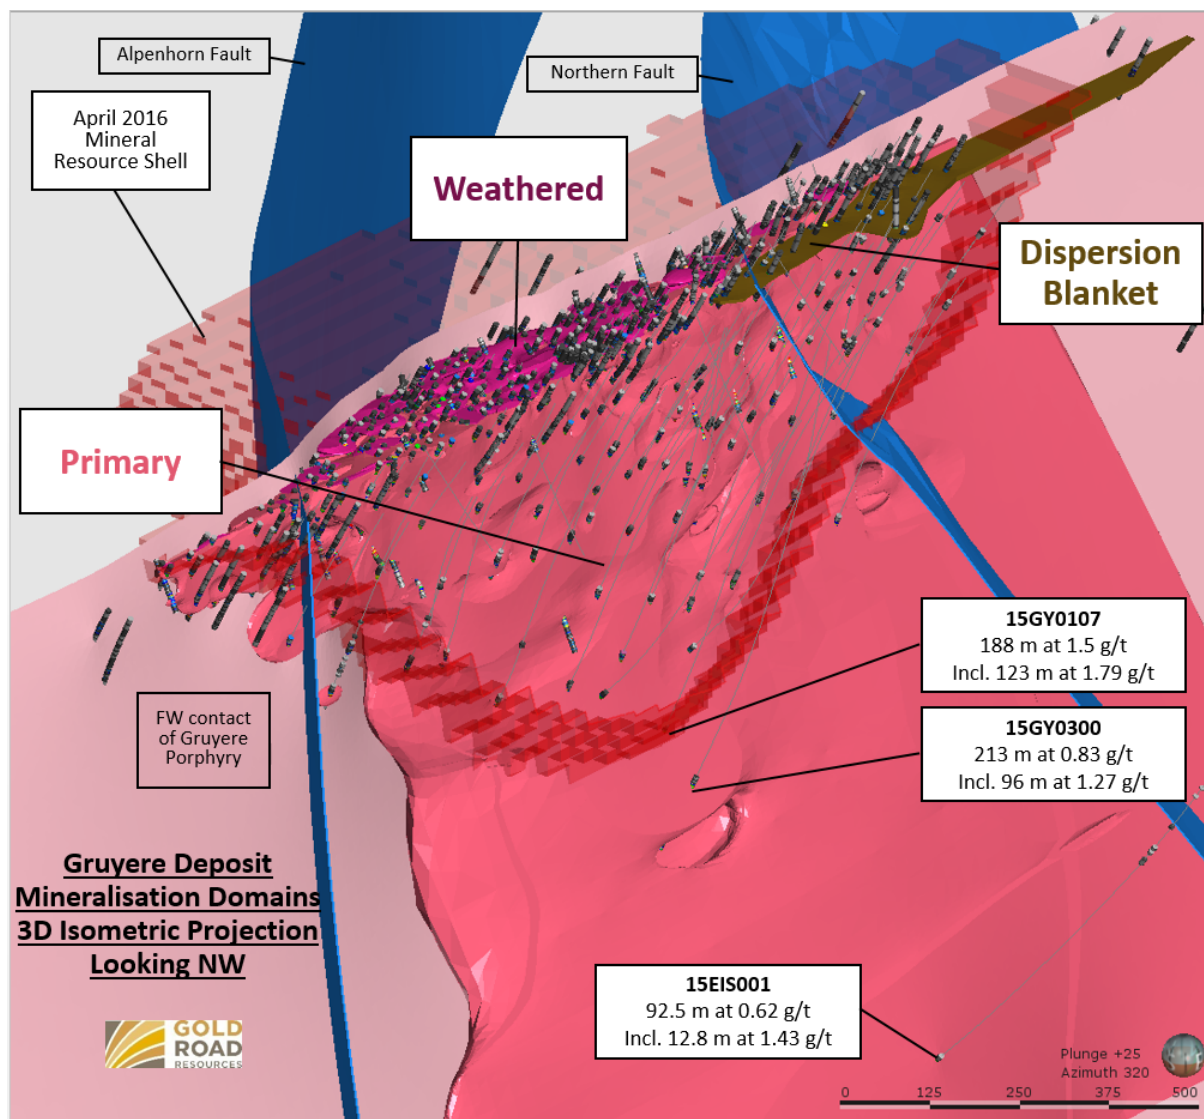 Alpenhorn Fault
Northern Fault
April 2016
Mineral
Resource Shell
Weathered
Dispersion
Blanket
Primary
15GY0107
188 m at 1.5 g/t
Incl. 123 m at 1.79 g/t
FW contact
of Gruyere
Porphyry
15GY0300
213 m at 0.83 g/t
Incl. 96 m at 1.27 g/t
Gruyere Deposit
Mineralisation Domains
3D Isometric Projection
Looking NW
15EIS001
92.5 m at 0.62 g/t
Incl. 12.8 m at 1.43 g/t
GOLD
ROAD
RESOURCES
Plunge +25
Azimuth 320
0 125 250 375 500